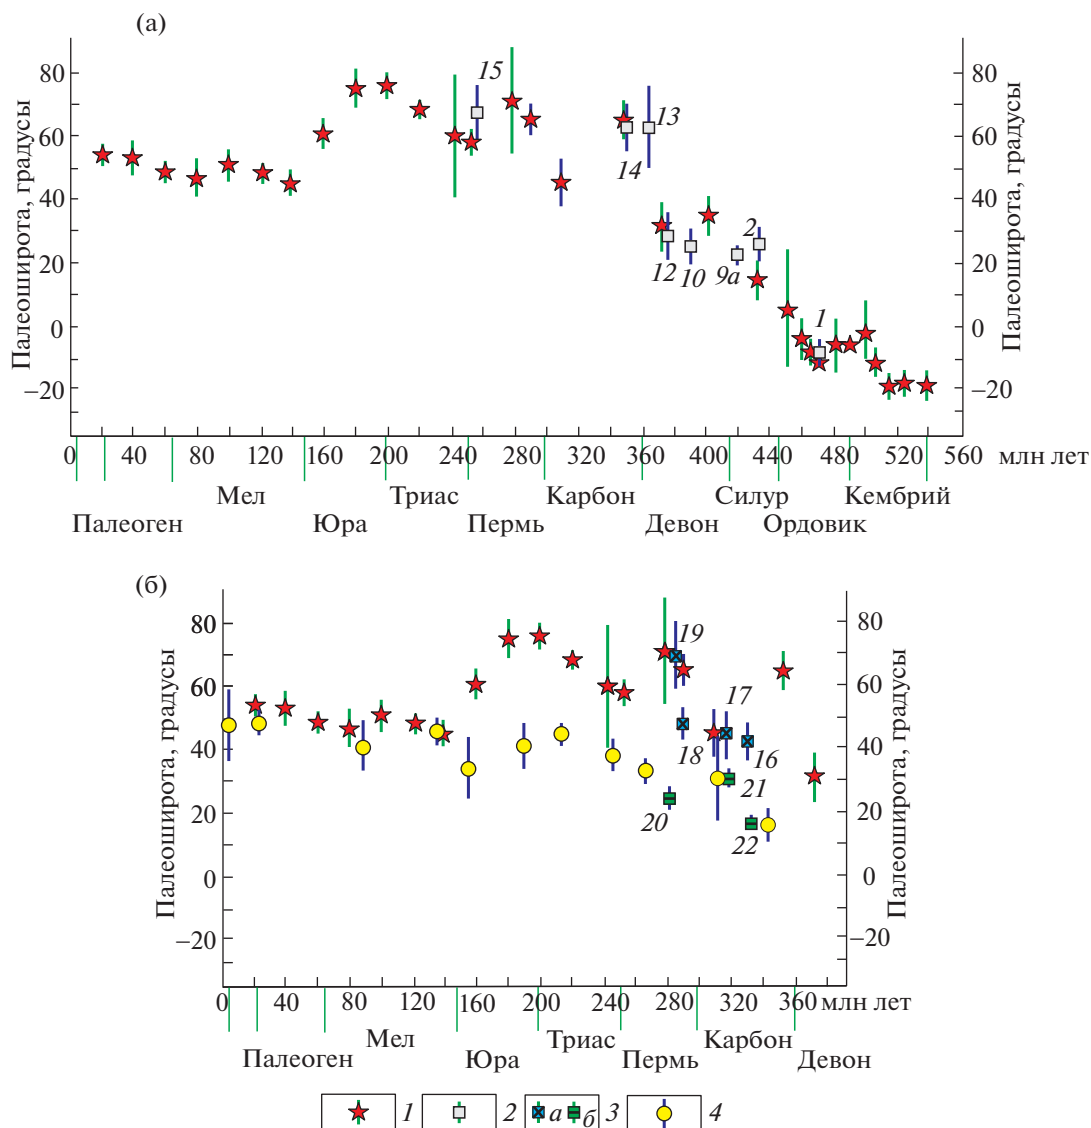 (а)
Палеоширота, градусы
Палеоширота, градусы
80 80
60 60
40 40
20 20
0 0
−20 −20
15
13
14
12 10 9а 2
1
0 40 80 120 160 200 240 280 320 360 400 440 480 520 560 млн лет
Мел Триас Карбон Силур Кембрий
Палеоген Юра Пермь Девон Ордовик
(б)
Палеоширота, градусы
Палеоширота, градусы
80 80
60 60
40 40
20 20
0 0
−20 −20
19
17
18 16
21
20
22
0 40 80 120 160 200 240 280 320 360 млн лет
Мел Триас Карбон
Палеоген Юра Пермь Девон
1 2 а б 3 4